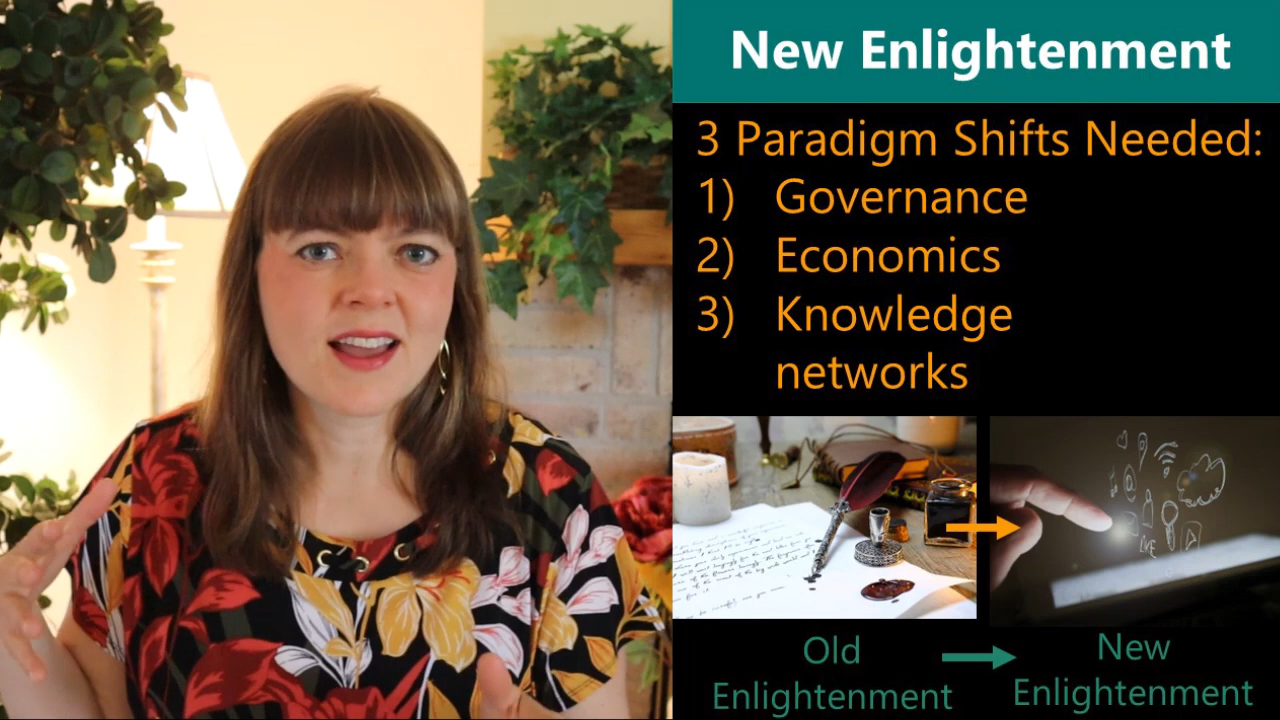 New Enlightenment
3 Paradigm Shifts Needed:
1) Governance
2) Economics
3) Knowledge
networks
Old
Enlightenment
New
Enlightenment